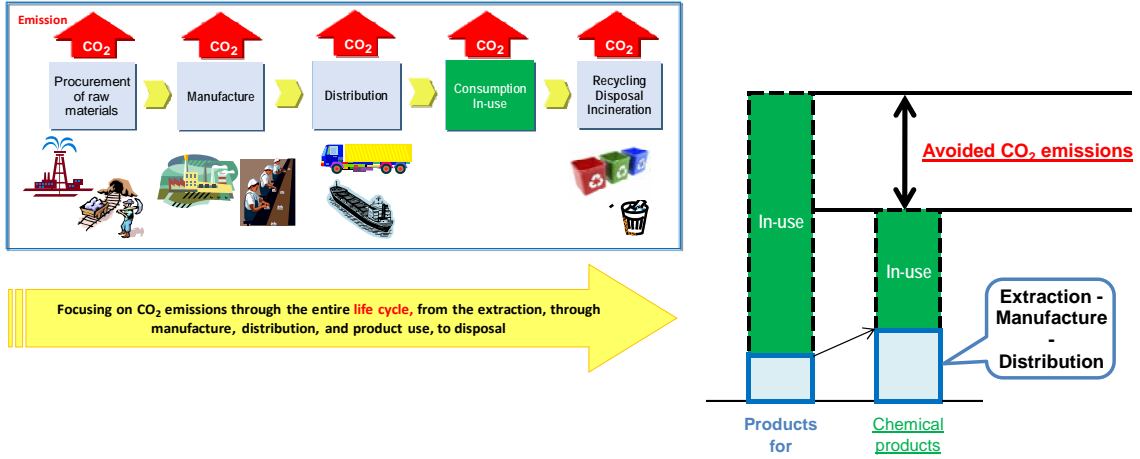 Emission
CO2
CO2
CO2
CO2
CO2
Procurement
of raw
materials
Manufacture
Distribution
Consumption
In-use
Recycling
Disposal
Incineration
Focusing on CO2 emissions through the entire life cycle, from the extraction, through
manufacture, distribution, and product use, to disposal
Avoided CO2 emissions
In-use
In-use
Extraction -
Manufacture
-
Distribution
Products
for
Chemical
products